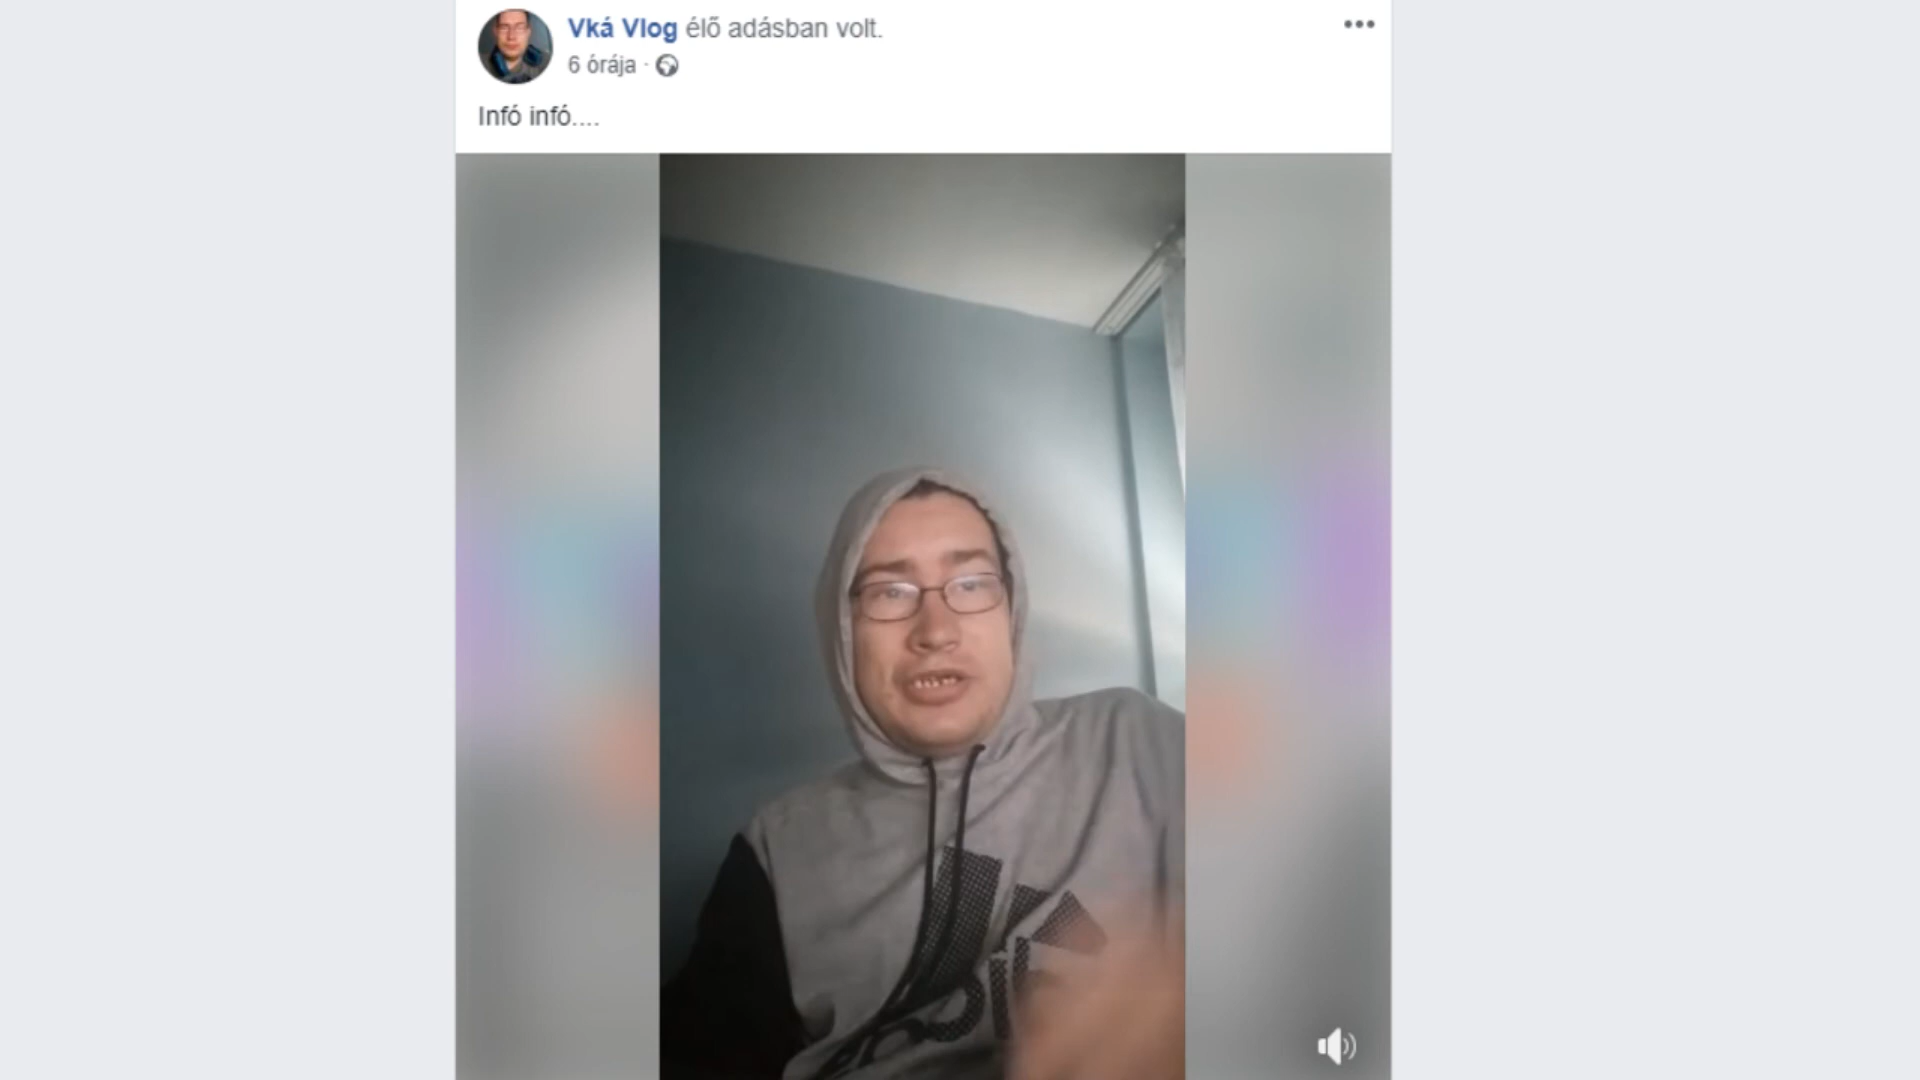 Vká Vlog élő adásban volt.
6 órája ·
Infó infó....